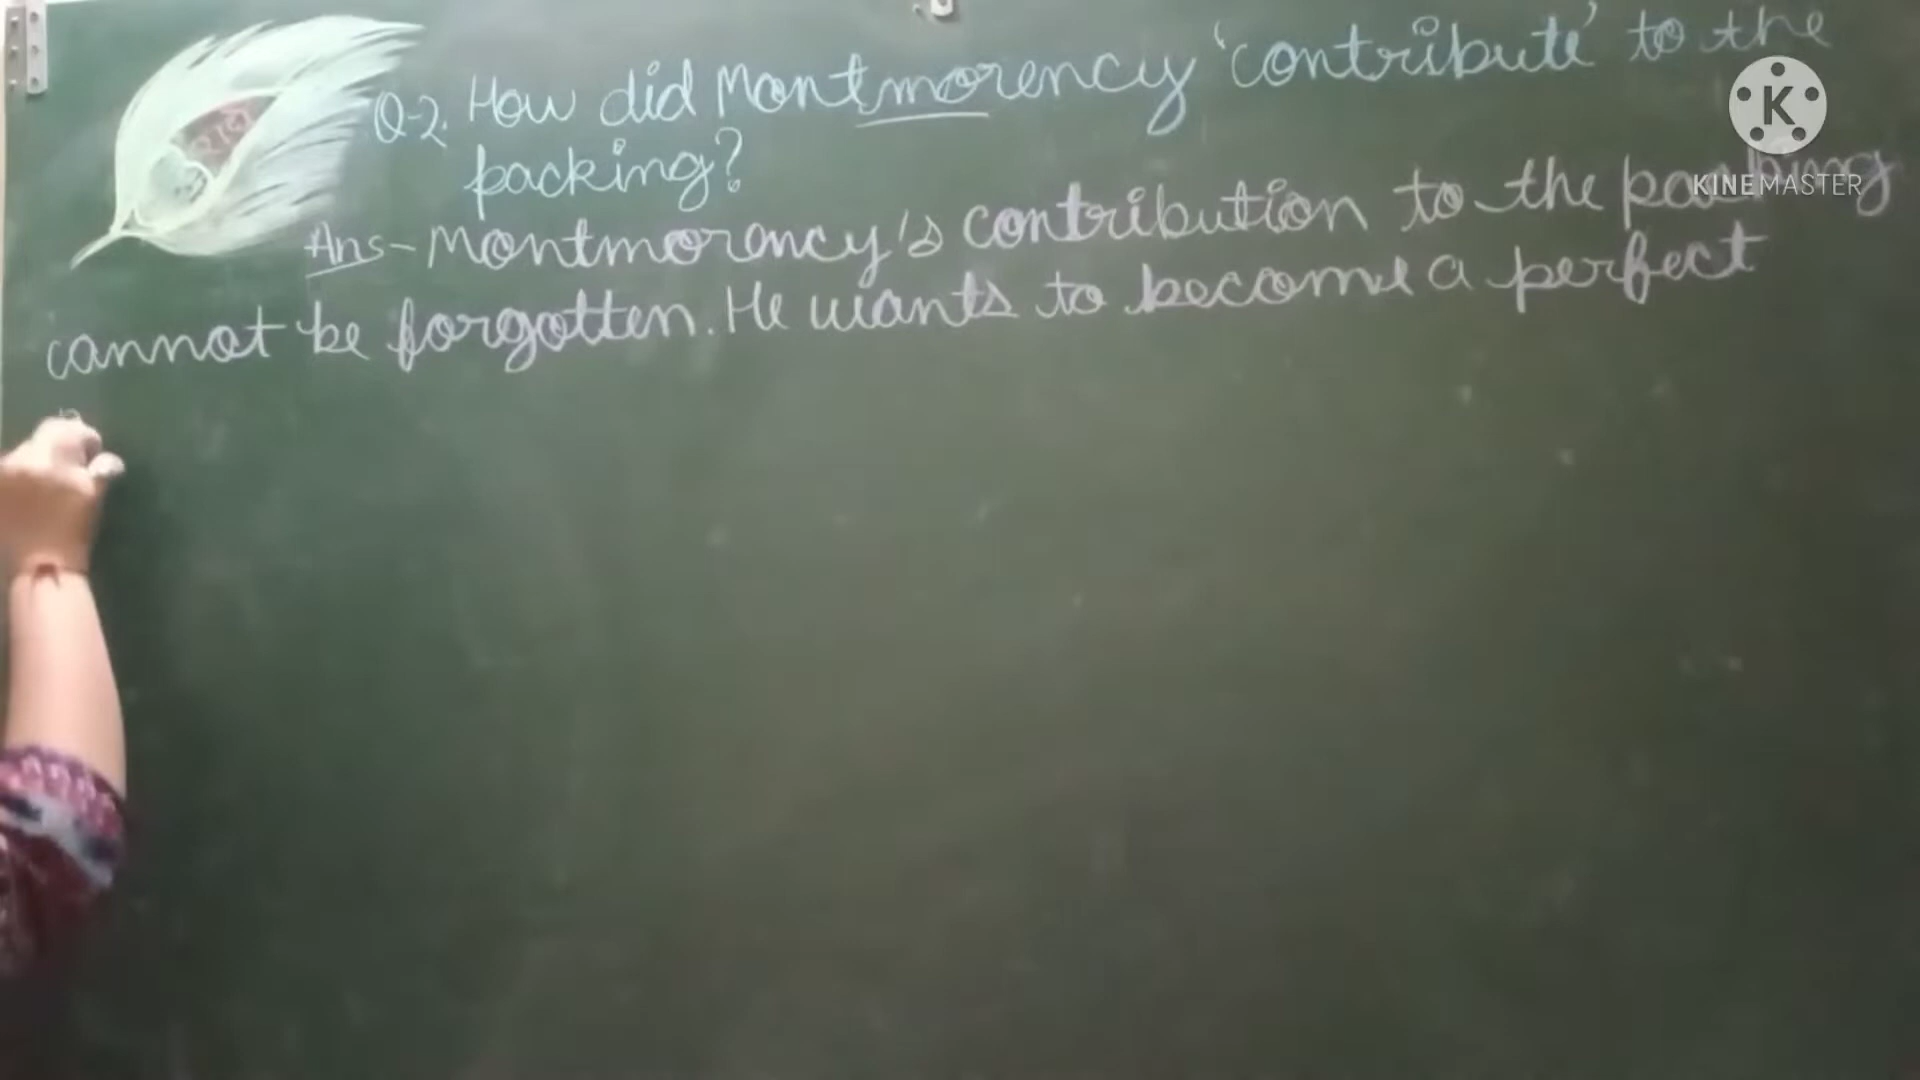 Q-2. How did Montmorency 'contribute' to the
packing?
Ans- Montmorency's contribution to the packing
cannot be forgotten. He wants to become a perfect
KINEMASTER